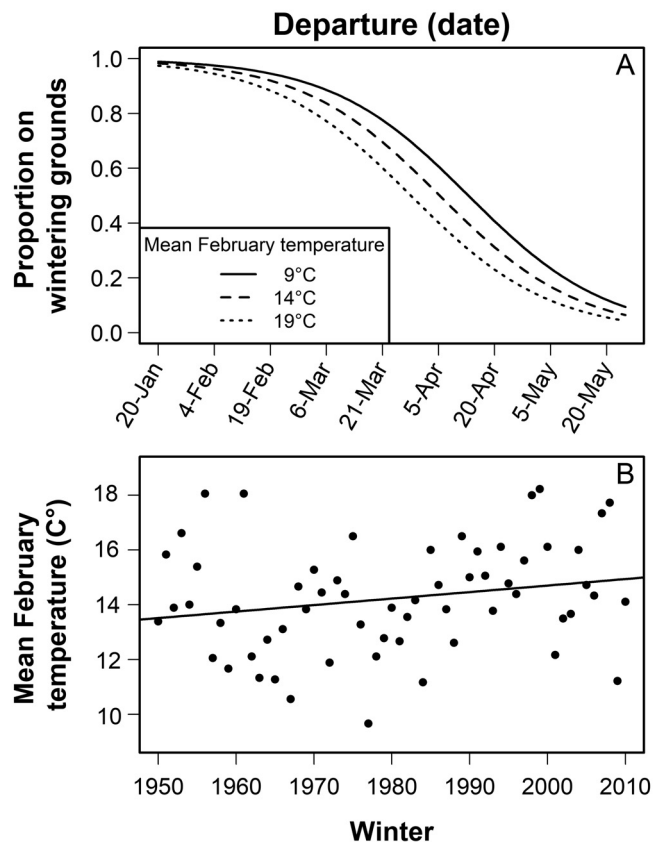 Departure (date)
A
Proportion on
wintering grounds
1.0
0.8
0.6
0.4
0.2
0.0
Mean February temperature
9°C
14°C
19°C
20-Jan
4-Feb
19-Feb
6-Mar
21-Mar
5-Apr
20-Apr
5-May
20-May
B
Mean February
temperature (C°)
18
16
14
12
10
1950
1960
1970
1980
1990
2000
2010
Winter